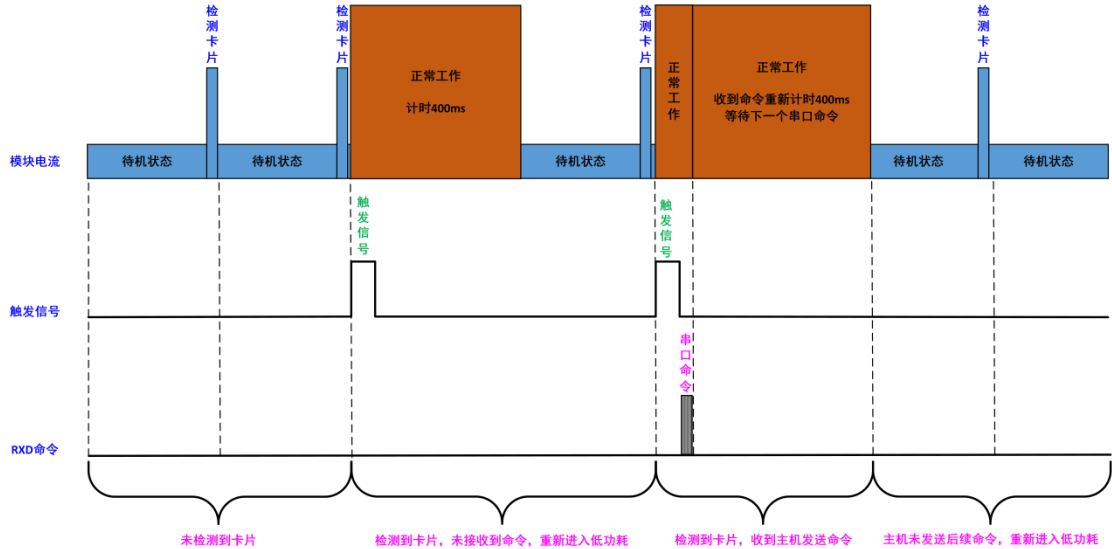 检测卡片
检测卡片
检测卡片
检测卡片
正常工作
计时400ms
正常工作
正常工作
收到命令重新计时400ms
等待下一个串口命令
模块电流
待机状态
待机状态
待机状态
待机状态
待机状态
触发信号
触发信号
触发信号
串口命令
RXD命令
未检测到卡片
检测到卡片，未接收到命令，重新进入低功耗
检测到卡片，收到主机发送命令
主机未发送后续命令，重新进入低功耗